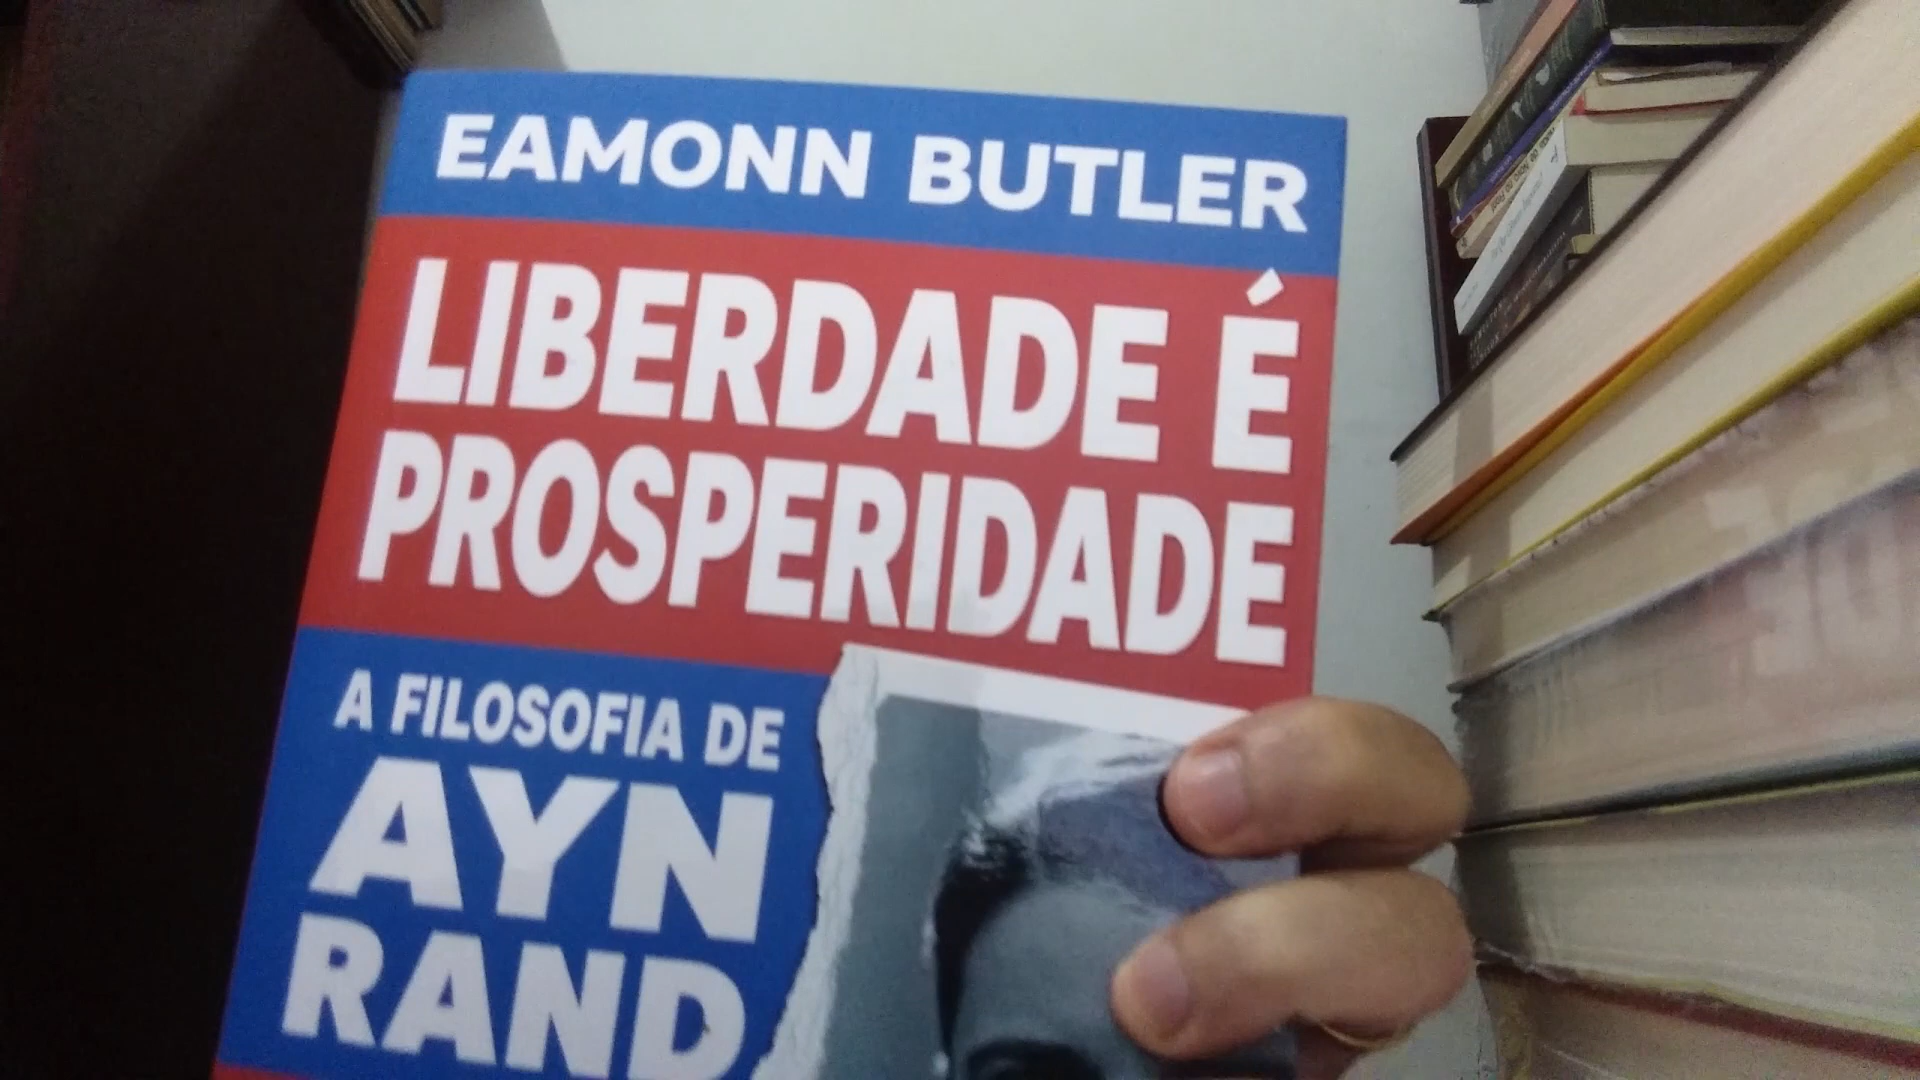 EAMONN BUTLER
LIBERDADE É
PROSPERIDADE
A FILOSOFIA DE
AYN
RAND